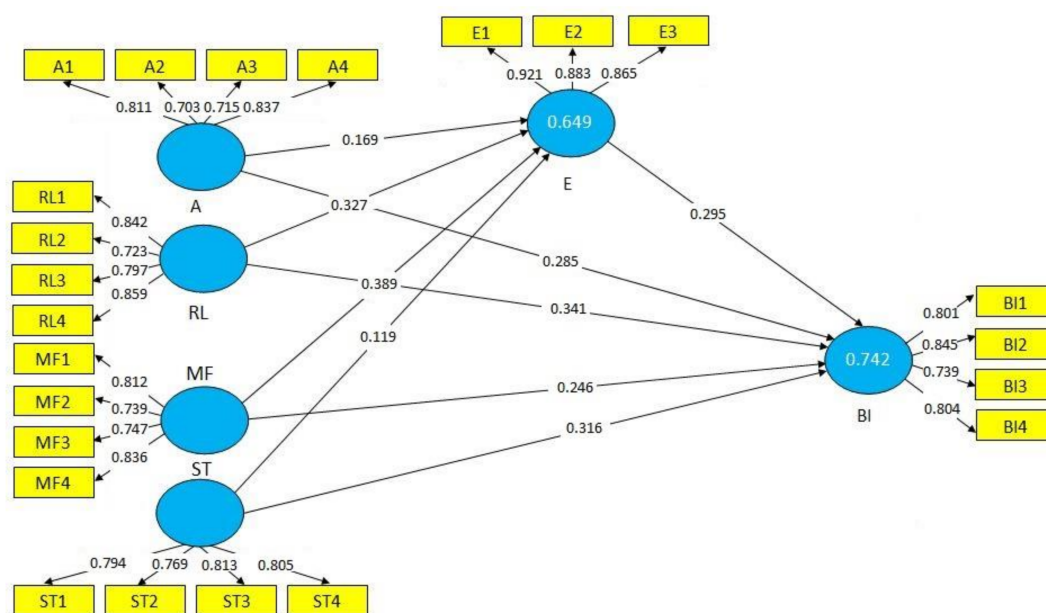 E1 E2 E3
A1 A2 A3 A4
0.921 0.883 0.865
0.811 0.703 0.715 0.837
0.649
0.169
E
RL1
A
0.842
0.327
0.295
RL2
0.723
RL3
0.797
0.285
0.389
RL4
0.859
RL
0.341
0.801
BI1
0.119
MF1
MF
0.742
0.845
BI2
0.812
0.246
0.739
BI3
MF2
0.739
BI
0.804
MF3
0.747
0.316
BI4
0.836
ST
MF4
0.794 0.769 0.813 0.805
ST1 ST2 ST3 ST4